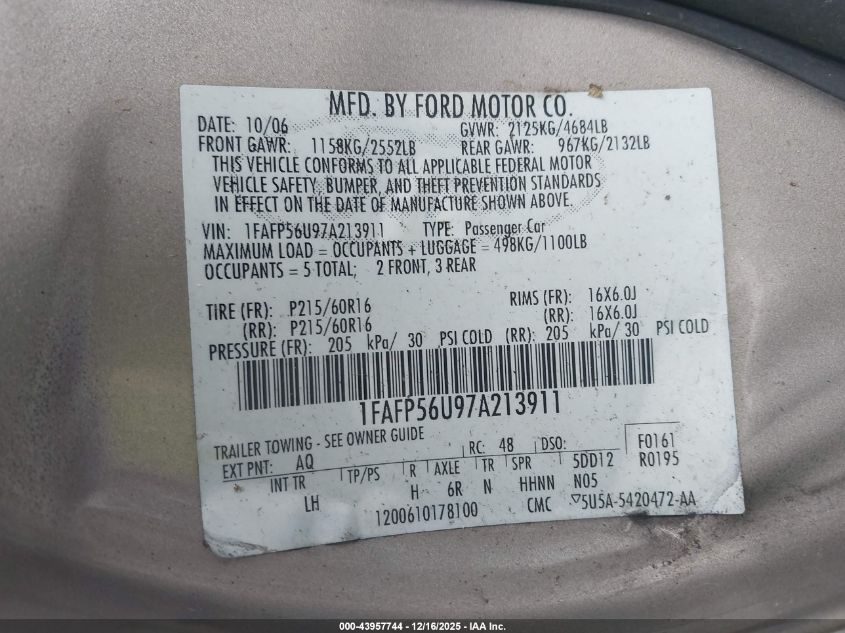 MFD. BY FORD MOTOR CO.
DATE: 10/06 GVWR: 2125KG/4684LB
FRONT GAWR: 1158KG/2552LB REAR GAWR: 967KG/2132LB
THIS VEHICLE CONFORMS TO ALL APPLICABLE FEDERAL MOTOR
VEHICLE SAFETY, BUMPER, AND THEFT PREVENTION STANDARDS
IN EFFECT ON THE DATE OF MANUFACTURE SHOWN ABOVE.
VIN: 1FAFP56U97A213911 TYPE: Passenger Car
MAXIMUM LOAD = OCCUPANTS + LUGGAGE = 498KG/1100LB
OCCUPANTS = 5 TOTAL; 2 FRONT, 3 REAR
TIRE (FR): P215/60R16 RIMS (FR): 16X6.0J
(RR): P215/60R16 (RR): 16X6.0J
PRESSURE (FR): 205 kPa/ 30 PSI COLD (RR): 205 kPa/ 30 PSI COLD
1FAFP56U97A213911
TRAILER TOWING - SEE OWNER GUIDE RC: 48 DSO: F0161
EXT PNT: AQ R0195
INT TR TP/PS R AXLE TR SPR 5DD12
LH H 6R N HHNN N05
1200610178100 CMC 5U5A-5420472-AA
000-43957744 - 12/16/2025 - IAA Inc.